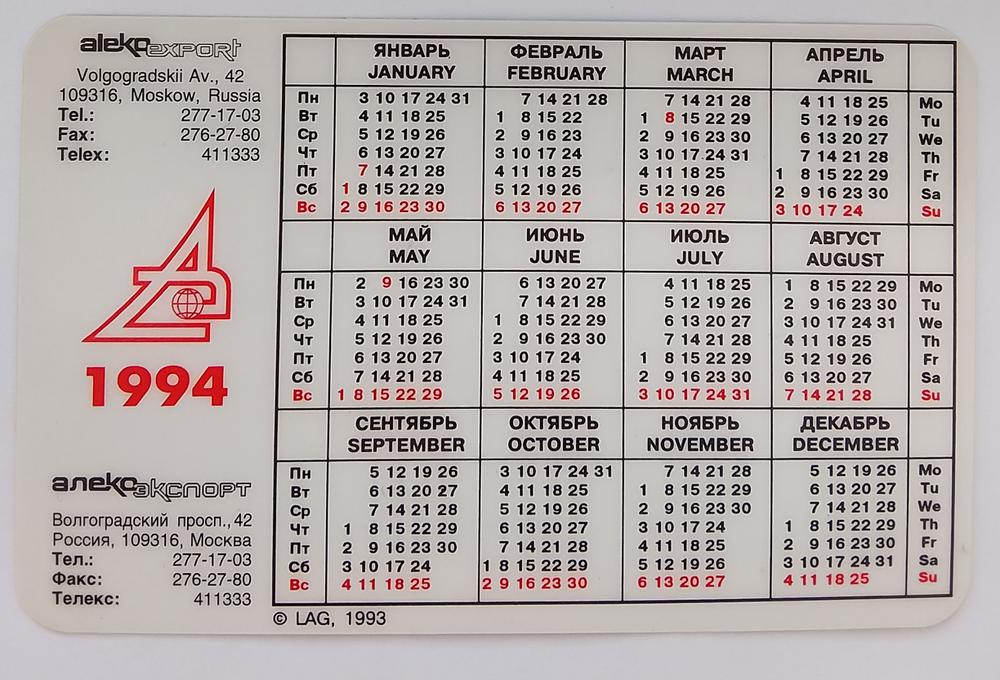 aleko EXPORT
Volgogradskii Av., 42
109316, Moskow, Russia
Tel.: 277-17-03
Fax: 276-27-80
Telex: 411333
1994
алеко экспорт
Волгоградский просп., 42
Россия, 109316, Москва
Тел.: 277-17-03
Факс: 276-27-80
Телекс: 411333
ЯНВАРЬ ФЕВРАЛЬ МАРТ АПРЕЛЬ
JANUARY FEBRUARY MARCH APRIL
Пн 3 10 17 24 31 7 14 21 28 7 14 21 28 4 11 18 25 Mo
Вт 4 11 18 25 1 8 15 22 1 8 15 22 29 5 12 19 26 Tu
Ср 5 12 19 26 2 9 16 23 2 9 16 23 30 6 13 20 27 We
Чт 6 13 20 27 3 10 17 24 3 10 17 24 31 7 14 21 28 Th
Пт 7 14 21 28 4 11 18 25 4 11 18 25 1 8 15 22 29 Fr
Сб 1 8 15 22 29 5 12 19 26 5 12 19 26 2 9 16 23 30 Sa
Вс 2 9 16 23 30 6 13 20 27 6 13 20 27 3 10 17 24 Su
МАЙ ИЮНЬ ИЮЛЬ АВГУСТ
MAY JUNE JULY AUGUST
Пн 2 9 16 23 30 6 13 20 27 4 11 18 25 1 8 15 22 29 Mo
Вт 3 10 17 24 31 7 14 21 28 5 12 19 26 2 9 16 23 30 Tu
Ср 4 11 18 25 1 8 15 22 29 6 13 20 27 3 10 17 24 31 We
Чт 5 12 19 26 2 9 16 23 30 7 14 21 28 4 11 18 25 Th
Пт 6 13 20 27 3 10 17 24 1 8 15 22 29 5 12 19 26 Fr
Сб 7 14 21 28 4 11 18 25 2 9 16 23 30 6 13 20 27 Sa
Вс 1 8 15 22 29 5 12 19 26 3 10 17 24 31 7 14 21 28 Su
СЕНТЯБРЬ ОКТЯБРЬ НОЯБРЬ ДЕКАБРЬ
SEPTEMBER OCTOBER NOVEMBER DECEMBER
Пн 5 12 19 26 3 10 17 24 31 7 14 21 28 5 12 19 26 Mo
Вт 6 13 20 27 4 11 18 25 1 8 15 22 29 6 13 20 27 Tu
Ср 7 14 21 28 5 12 19 26 2 9 16 23 30 7 14 21 28 We
Чт 1 8 15 22 29 6 13 20 27 3 10 17 24 1 8 15 22 29 Th
Пт 2 9 16 23 30 7 14 21 28 4 11 18 25 2 9 16 23 30 Fr
Сб 3 10 17 24 1 8 15 22 29 5 12 19 26 3 10 17 24 31 Sa
Вс 4 11 18 25 2 9 16 23 30 6 13 20 27 4 11 18 25 Su
© LAG, 1993